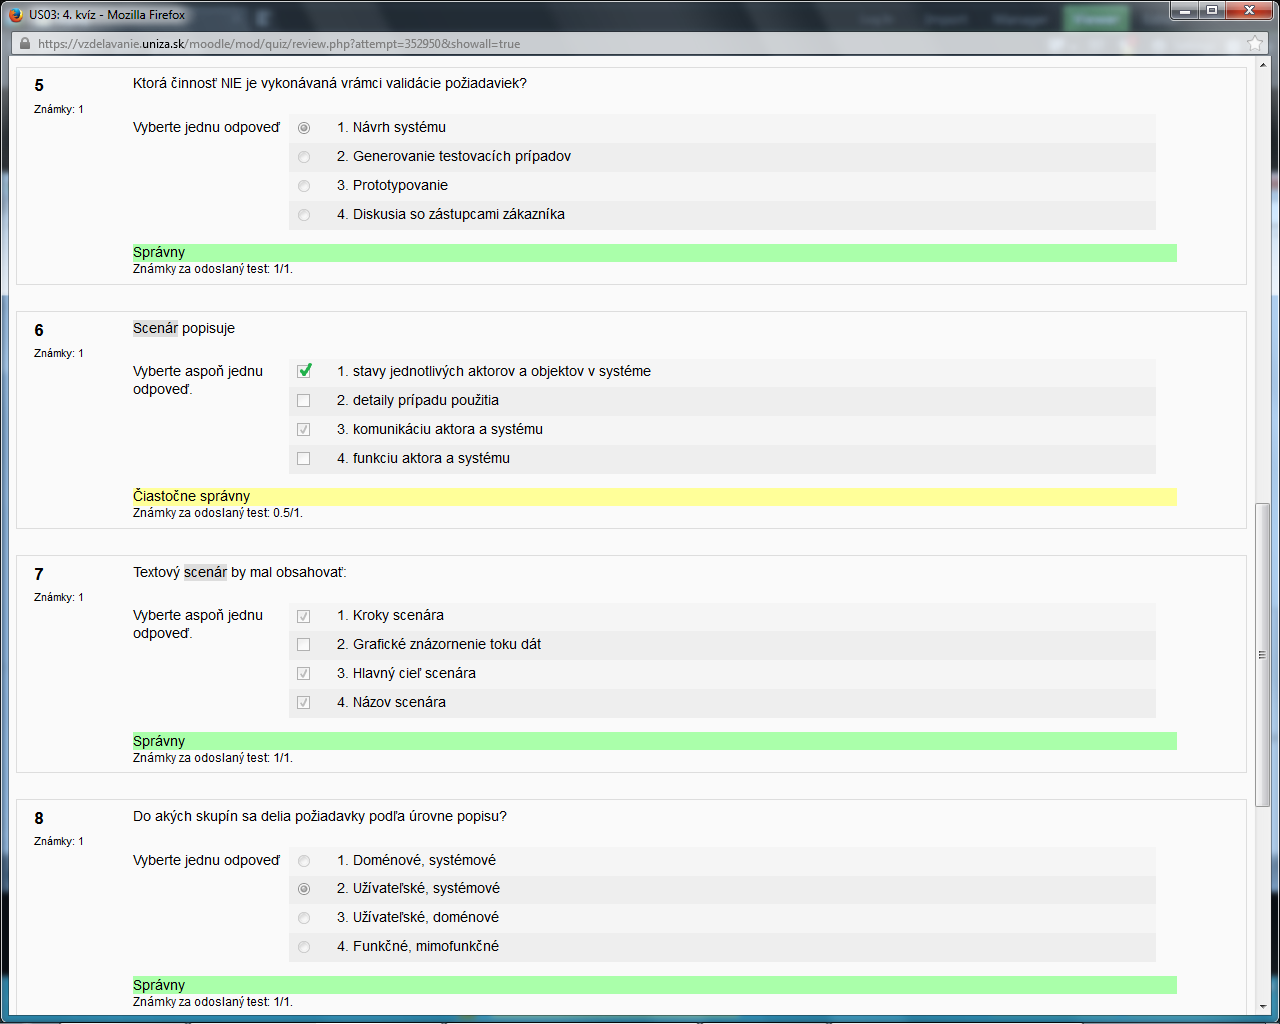 US03: 4. kvíz - Mozilla Firefox
https://vzdelavanie.uniza.sk/moodle/mod/quiz/review.php?attempt=352950&showall=true
5
Známky: 1
Ktorá činnosť NIE je vykonávaná vrámci validácie požiadaviek?
Vyberte jednu odpoveď
1. Návrh systému
2. Generovanie testovacích prípadov
3. Prototypovanie
4. Diskusia so zástupcami zákazníka
Správny
Známky za odoslaný test: 1/1.
6
Známky: 1
Scenár popisuje
Vyberte aspoň jednu
odpoveď.
1. stavy jednotlivých aktorov a objektov v systéme
2. detaily prípadu použitia
3. komunikáciu aktora a systému
4. funkciu aktora a systému
Čiastočne správny
Známky za odoslaný test: 0.5/1.
7
Známky: 1
Textový scenár by mal obsahovať:
Vyberte aspoň jednu
odpoveď.
1. Kroky scenára
2. Grafické znázornenie toku dát
3. Hlavný cieľ scenára
4. Názov scenára
Správny
Známky za odoslaný test: 1/1.
8
Známky: 1
Do akých skupín sa delia požiadavky podľa úrovne popisu?
Vyberte jednu odpoveď
1. Doménové, systémové
2. Užívateľské, systémové
3. Užívateľské, doménové
4. Funkčné, mimofunkčné
Správny
Známky za odoslaný test: 1/1.